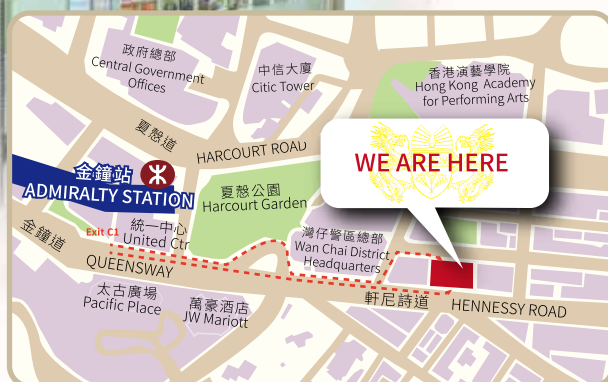 政府總部
Central Government
Offices
中信大廈
Citic Tower
香港演藝學院
Hong Kong Academy
for Performing Arts
夏慤道
HARCOURT ROAD
WE ARE HERE
金鐘站
ADMIRALTY STATION
夏慤公園
Harcourt Garden
金鐘道
Exit C1
統一中心
United Ctr
灣仔警區總部
Wan Chai District
Headquarters
QUEENSWAY
太古廣場
Pacific Place
萬豪酒店
JW Mariott
軒尼詩道
HENNESSY ROAD